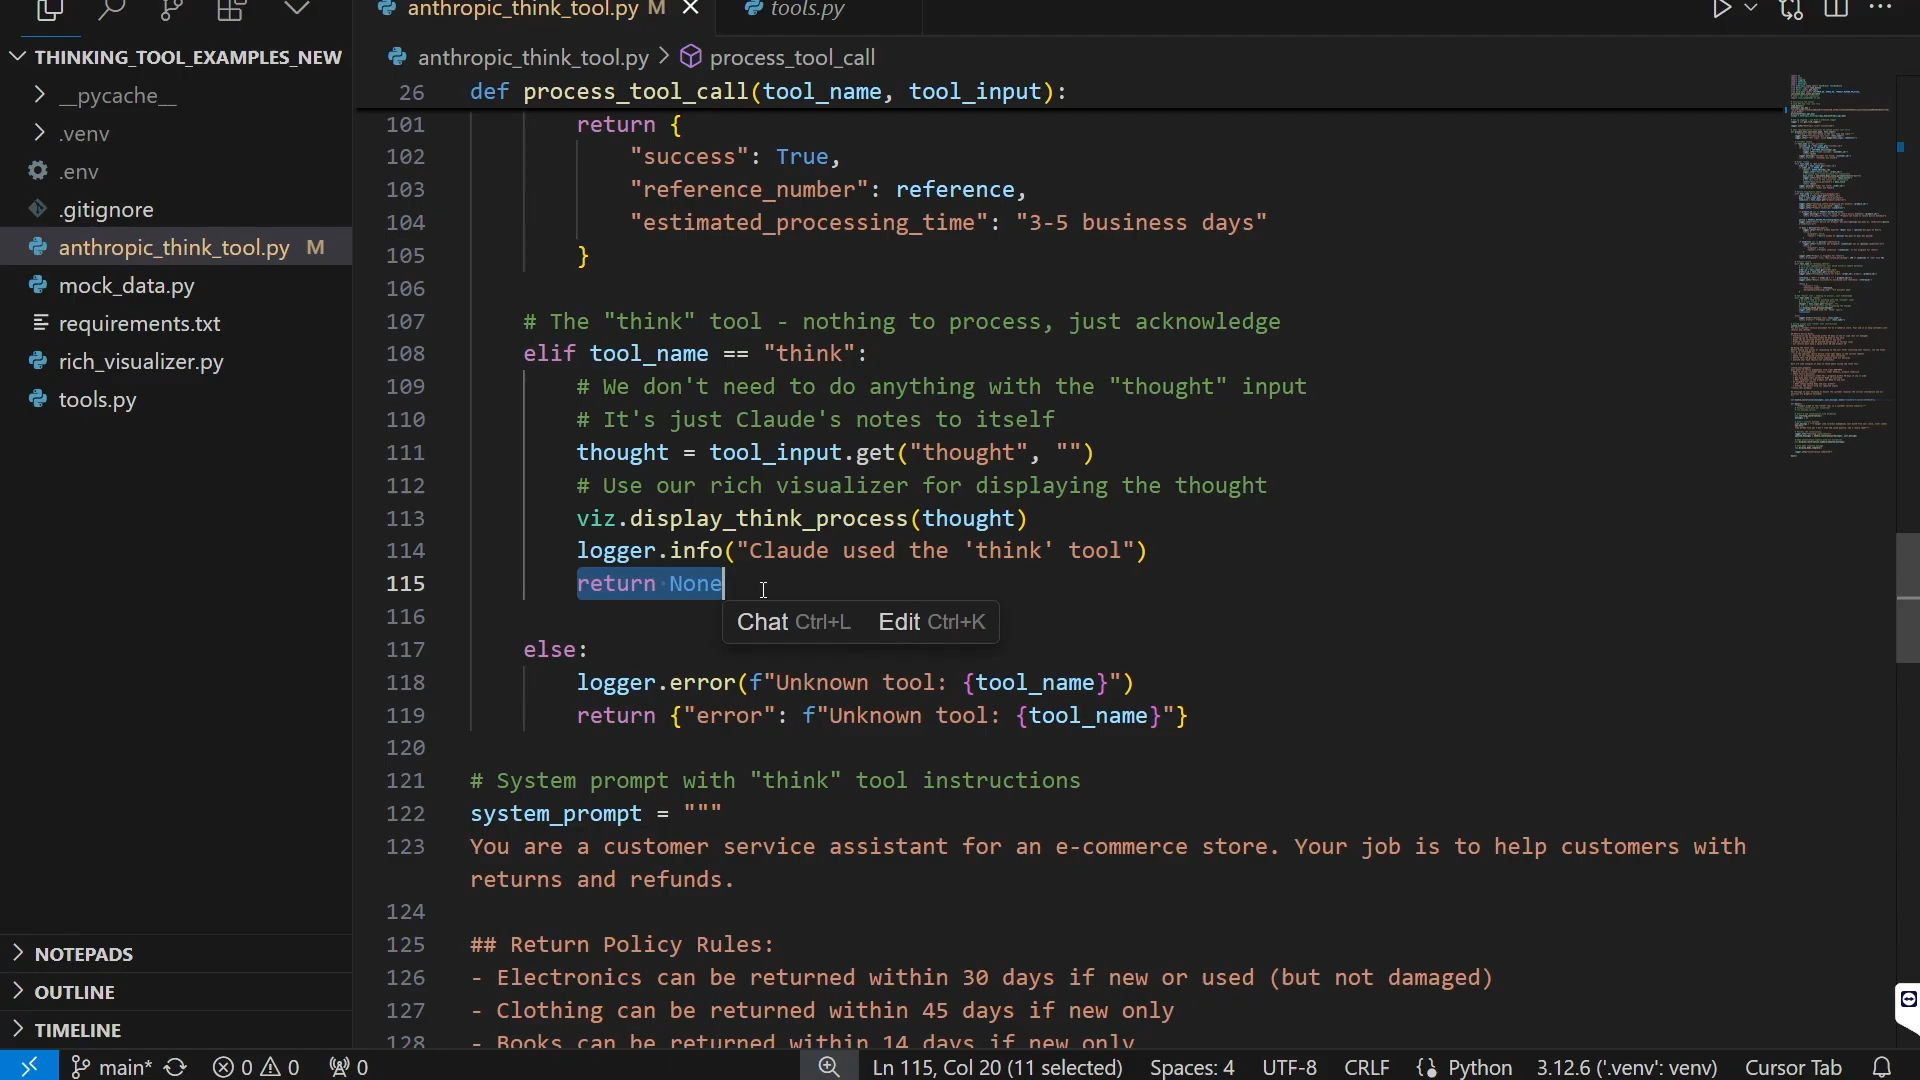 anthropic_think_tool.py M
tools.py
THINKING_TOOL_EXAMPLES_NEW
__pycache__
.venv
.env
.gitignore
anthropic_think_tool.py M
mock_data.py
requirements.txt
rich_visualizer.py
tools.py
NOTEPADS
OUTLINE
TIMELINE
anthropic_think_tool.py > process_tool_call
26 def process_tool_call(tool_name, tool_input):
101 return {
102 "success": True,
103 "reference_number": reference,
104 "estimated_processing_time": "3-5 business days"
105 }
106
107 # The "think" tool - nothing to process, just acknowledge
108 elif tool_name == "think":
109 # We don't need to do anything with the "thought" input
110 # It's just Claude's notes to itself
111 thought = tool_input.get("thought", "")
112 # Use our rich visualizer for displaying the thought
113 viz.display_think_process(thought)
114 logger.info("Claude used the 'think' tool")
115 return None
116
Chat Ctrl+L Edit Ctrl+K
117 else:
118 logger.error(f"Unknown tool: {tool_name}")
119 return {"error": f"Unknown tool: {tool_name}"}
120
121 # System prompt with "think" tool instructions
122 system_prompt = """
123 You are a customer service assistant for an e-commerce store. Your job is to help customers with
returns and refunds.
124
125 ## Return Policy Rules:
126 - Electronics can be returned within 30 days if new or used (but not damaged)
127 - Clothing can be returned within 45 days if new only
128 - Books can be returned within 14 days if new only
main* 0 0 0 Ln 115, Col 20 (11 selected) Spaces: 4 UTF-8 CRLF Python 3.12.6 ('.venv': venv) Cursor Tab